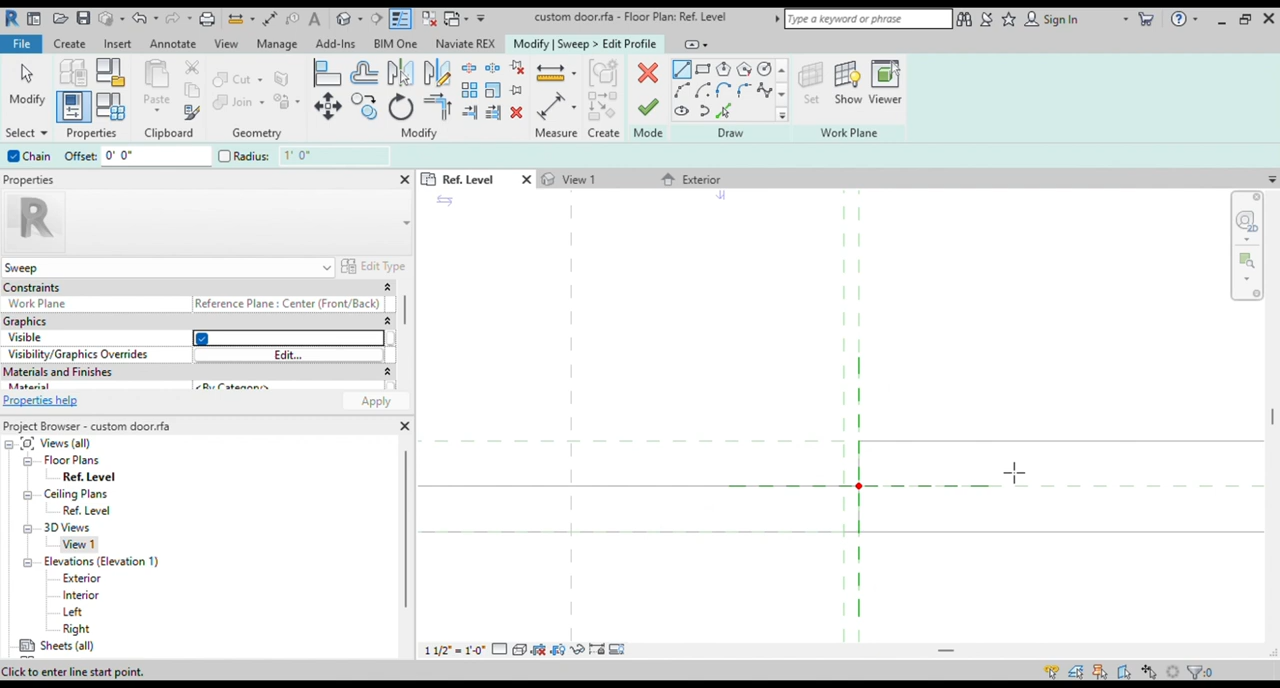 custom door.rfa - Floor Plan: Ref. Level
Type a keyword or phrase
Sign In
File
Create
Insert
Annotate
View
Manage
Add-Ins
BIM One
Naviate REX
Modify | Sweep > Edit Profile
Modify
Paste
Cut
Join
Set
Show
Viewer
Select
Properties
Clipboard
Geometry
Modify
Measure
Create
Mode
Draw
Work Plane
Chain
Offset:
0' 0"
Radius:
1' 0"
Properties
Ref. Level
View 1
Exterior
2D
Sweep
Edit Type
Constraints
Work Plane
Reference Plane : Center (Front/Back)
Graphics
Visible
Visibility/Graphics Overrides
Edit...
Materials and Finishes
Material
<By Category>
Properties help
Apply
Project Browser - custom door.rfa
Views (all)
Floor Plans
Ref. Level
Ceiling Plans
Ref. Level
3D Views
View 1
Elevations (Elevation 1)
Exterior
Interior
Left
Right
Sheets (all)
1 1/2" = 1'-0"
Click to enter line start point.
:0